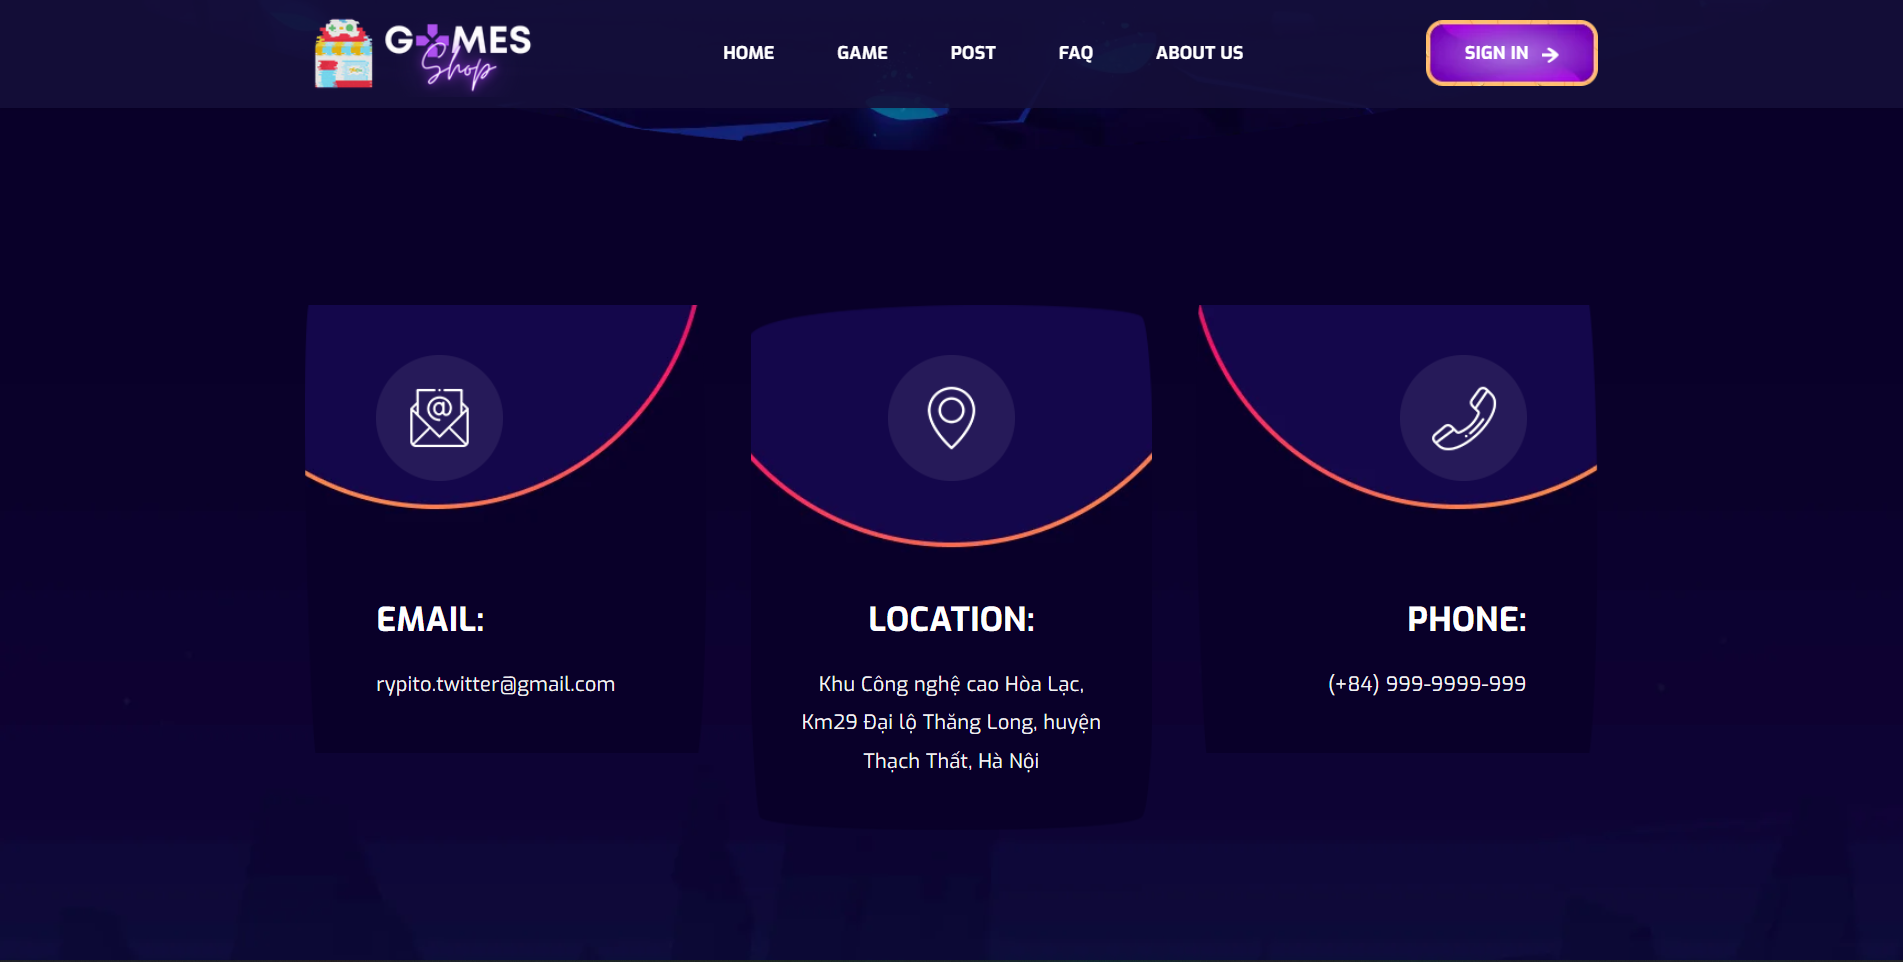 GAMES
Shop
HOME
GAME
POST
FAQ
ABOUT US
SIGN IN
EMAIL:
rypito.twitter@gmail.com
LOCATION:
Khu Công nghệ cao Hòa Lạc,
Km29 Đại lộ Thăng Long, huyện
Thạch Thất, Hà Nội
PHONE:
(+84) 999-9999-999